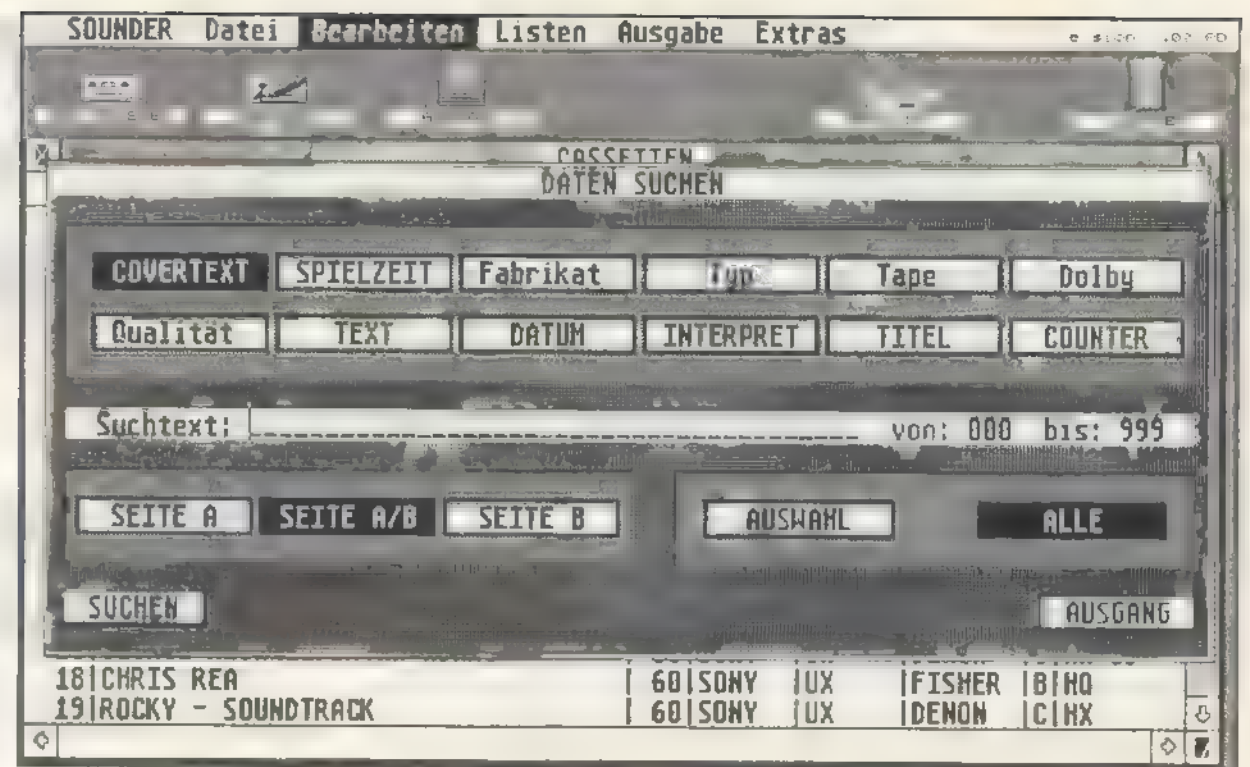 SOUNDER Datei Bearbeiten Listen Ausgabe Extras
CASSETTEN
DATEN SUCHEN
COVERTEXT SPIELZEIT Fabrikat Typ Tape Dolby
Qualität TEXT DATUM INTERPRET TITEL COUNTER
Suchtext: von: 000 bis: 999
SEITE A SEITE A/B SEITE B AUSWAHL ALLE
SUCHEN AUSGANG
18|CHRIS REA | 60|SONY |UX |FISHER |B|HQ
19|ROCKY - SOUNDTRACK | 60|SONY |UX |DENON |C|HX